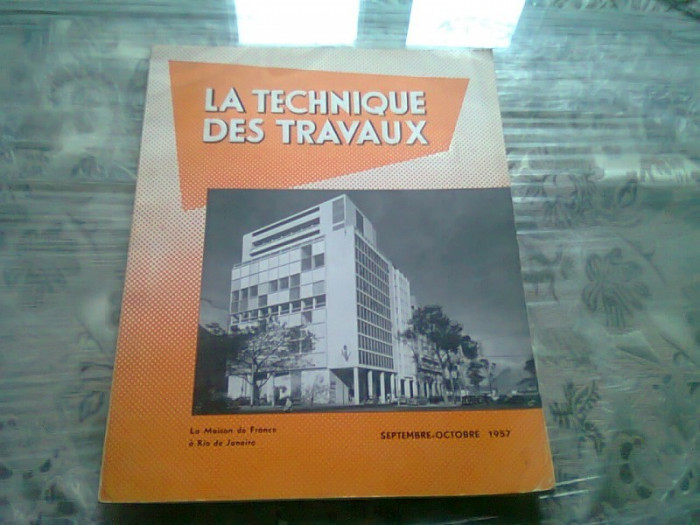 LA TECHNIQUE
DES TRAVAUX
La Maison de France
à Rio de Janeiro
SEPTEMBRE-OCTOBRE 1957